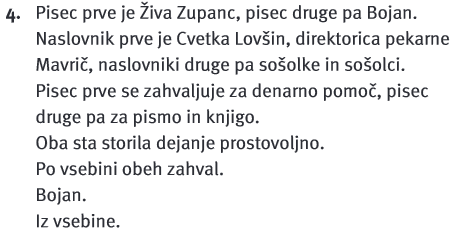 4. Pisec prve je Živa Zupanc, pisec druge pa Bojan.
Naslovnik prve je Cvetka Lovšin, direktorica pekarne
Mavrič, naslovniki druge pa sošolke in sošolci.
Pisec prve se zahvaljuje za denarno pomoč, pisec
druge pa za pismo in knjigo.
Oba sta storila dejanje prostovoljno.
Po vsebini obeh zahval.
Bojan.
Iz vsebine.